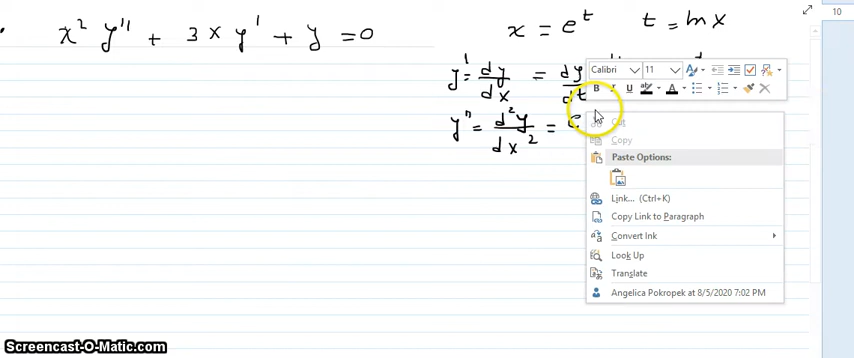 x² y'' + 3 x y' + y = 0
x = e^t t = ln x
y' = dy/dx = dy/dt
y'' = d²y/dx² =
Calibri 11
B I U aby A
Cut
Copy
Paste Options:
Link... (Ctrl+K)
Copy Link to Paragraph
Convert Ink
Look Up
Translate
Angelica Pokropek at 8/5/2020 7:02 PM
10
Screencast-O-Matic.com